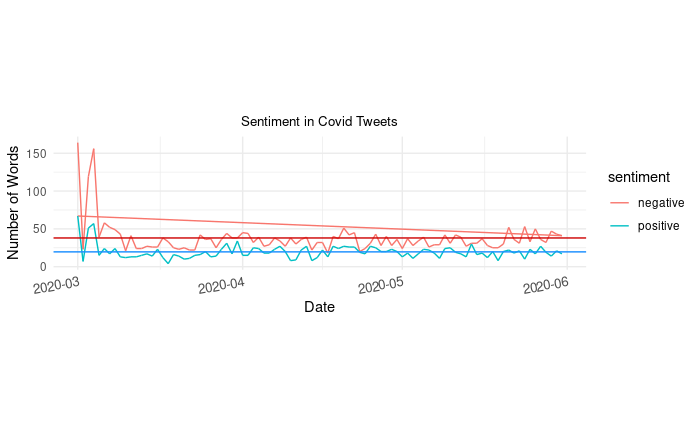 Sentiment in Covid Tweets
Number of Words
150
100
50
0
2020-03
2020-04
2020-05
2020-06
Date
sentiment
negative
positive